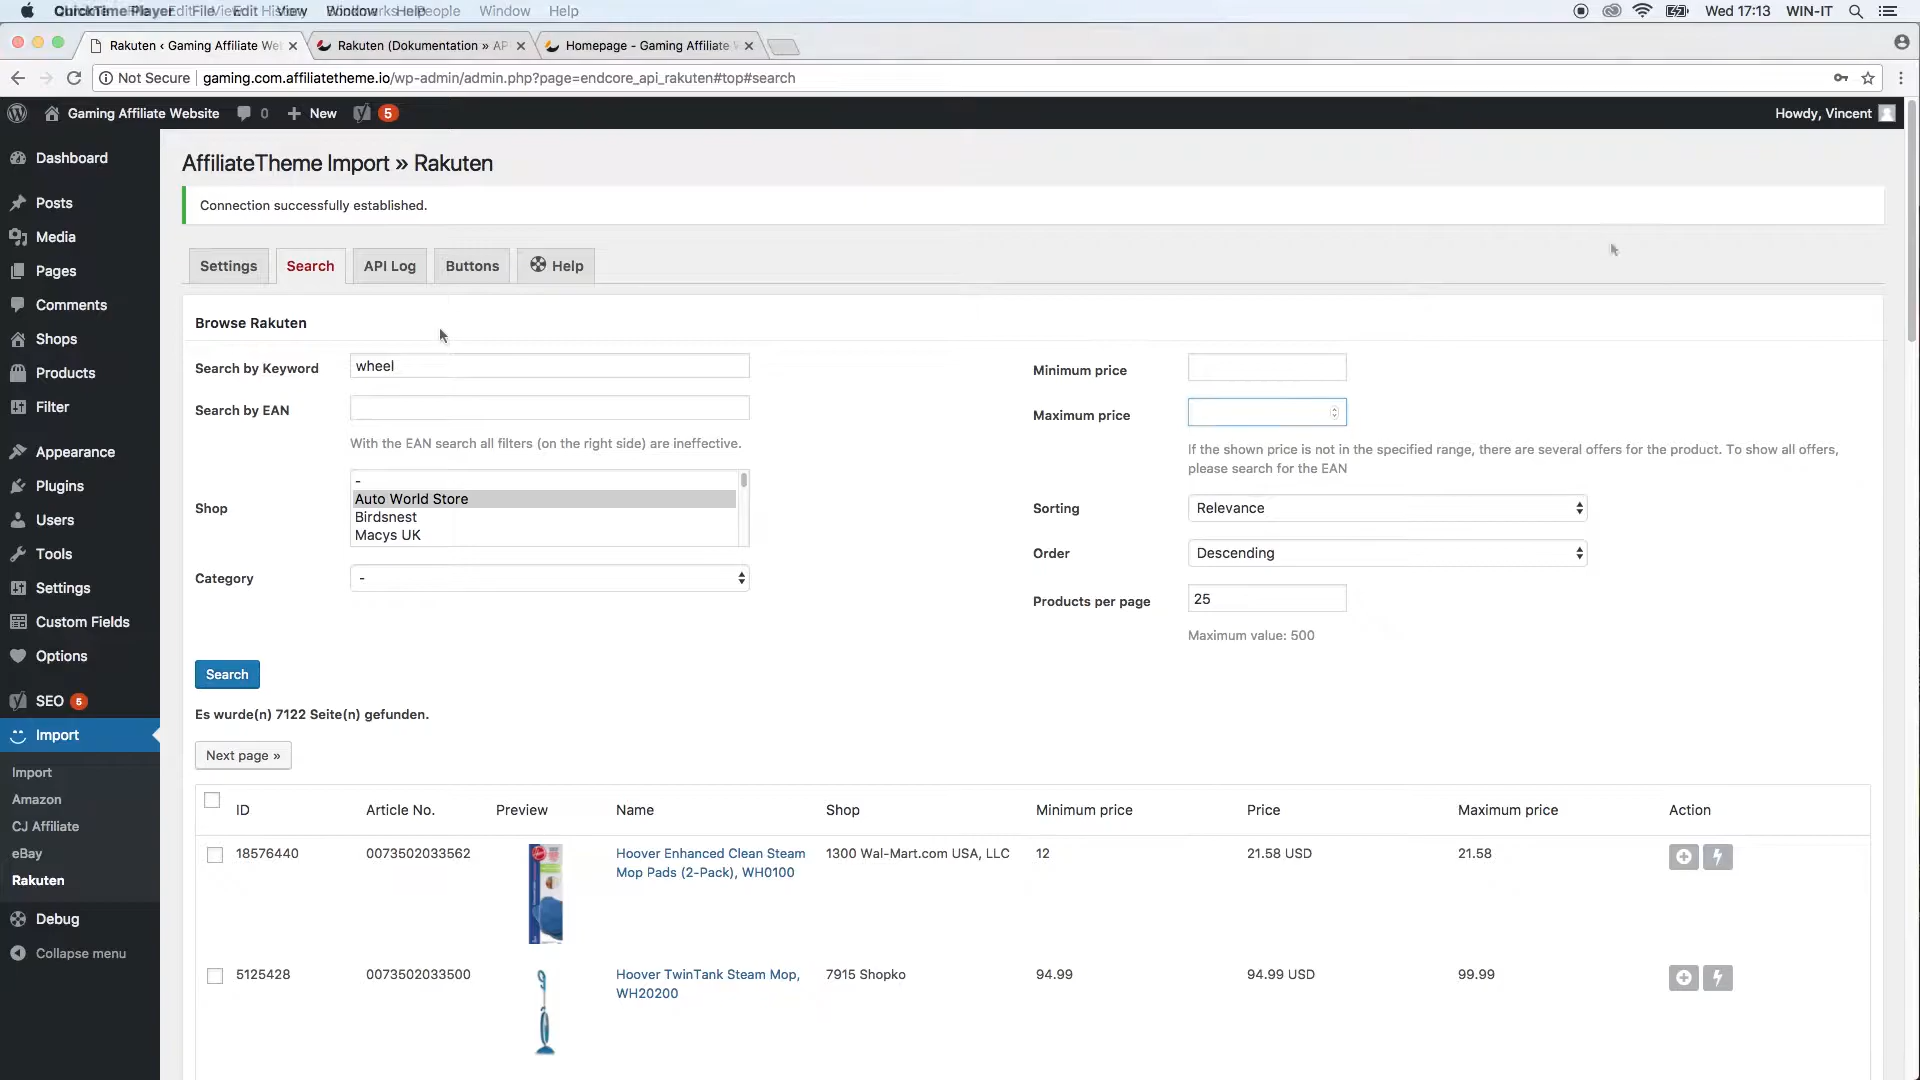 File Edit View Window Help
Window Help
Wed 17:13 WIN-IT
Rakuten ‹ Gaming Affiliate We
Rakuten (Dokumentation » AP
Homepage - Gaming Affiliate
Not Secure gaming.com.affiliatetheme.io/wp-admin/admin.php?page=endcore_api_rakuten#top#search
Gaming Affiliate Website 0 New 5
Howdy, Vincent
Dashboard
Posts
Media
Pages
Comments
Shops
Products
Filter
Appearance
Plugins
Users
Tools
Settings
Custom Fields
Options
SEO 5
Import
Import
Amazon
CJ Affiliate
eBay
Rakuten
Debug
Collapse menu
AffiliateTheme Import » Rakuten
Connection successfully established.
Settings Search API Log Buttons Help
Browse Rakuten
Search by Keyword wheel
Search by EAN
With the EAN search all filters (on the right side) are ineffective.
Shop
-
Auto World Store
Birdsnest
Macys UK
Category -
Minimum price
Maximum price
If the shown price is not in the specified range, there are several offers for the product. To show all offers,
please search for the EAN
Sorting Relevance
Order Descending
Products per page 25
Maximum value: 500
Search
Es wurde(n) 7122 Seite(n) gefunden.
Next page »
ID Article No. Preview Name Shop Minimum price Price Maximum price Action
18576440 0073502033562 Hoover Enhanced Clean Steam 1300 Wal-Mart.com USA, LLC 12 21.58 USD 21.58
Mop Pads (2-Pack), WH0100
5125428 0073502033500 Hoover TwinTank Steam Mop, 7915 Shopko 94.99 94.99 USD 99.99
WH20200